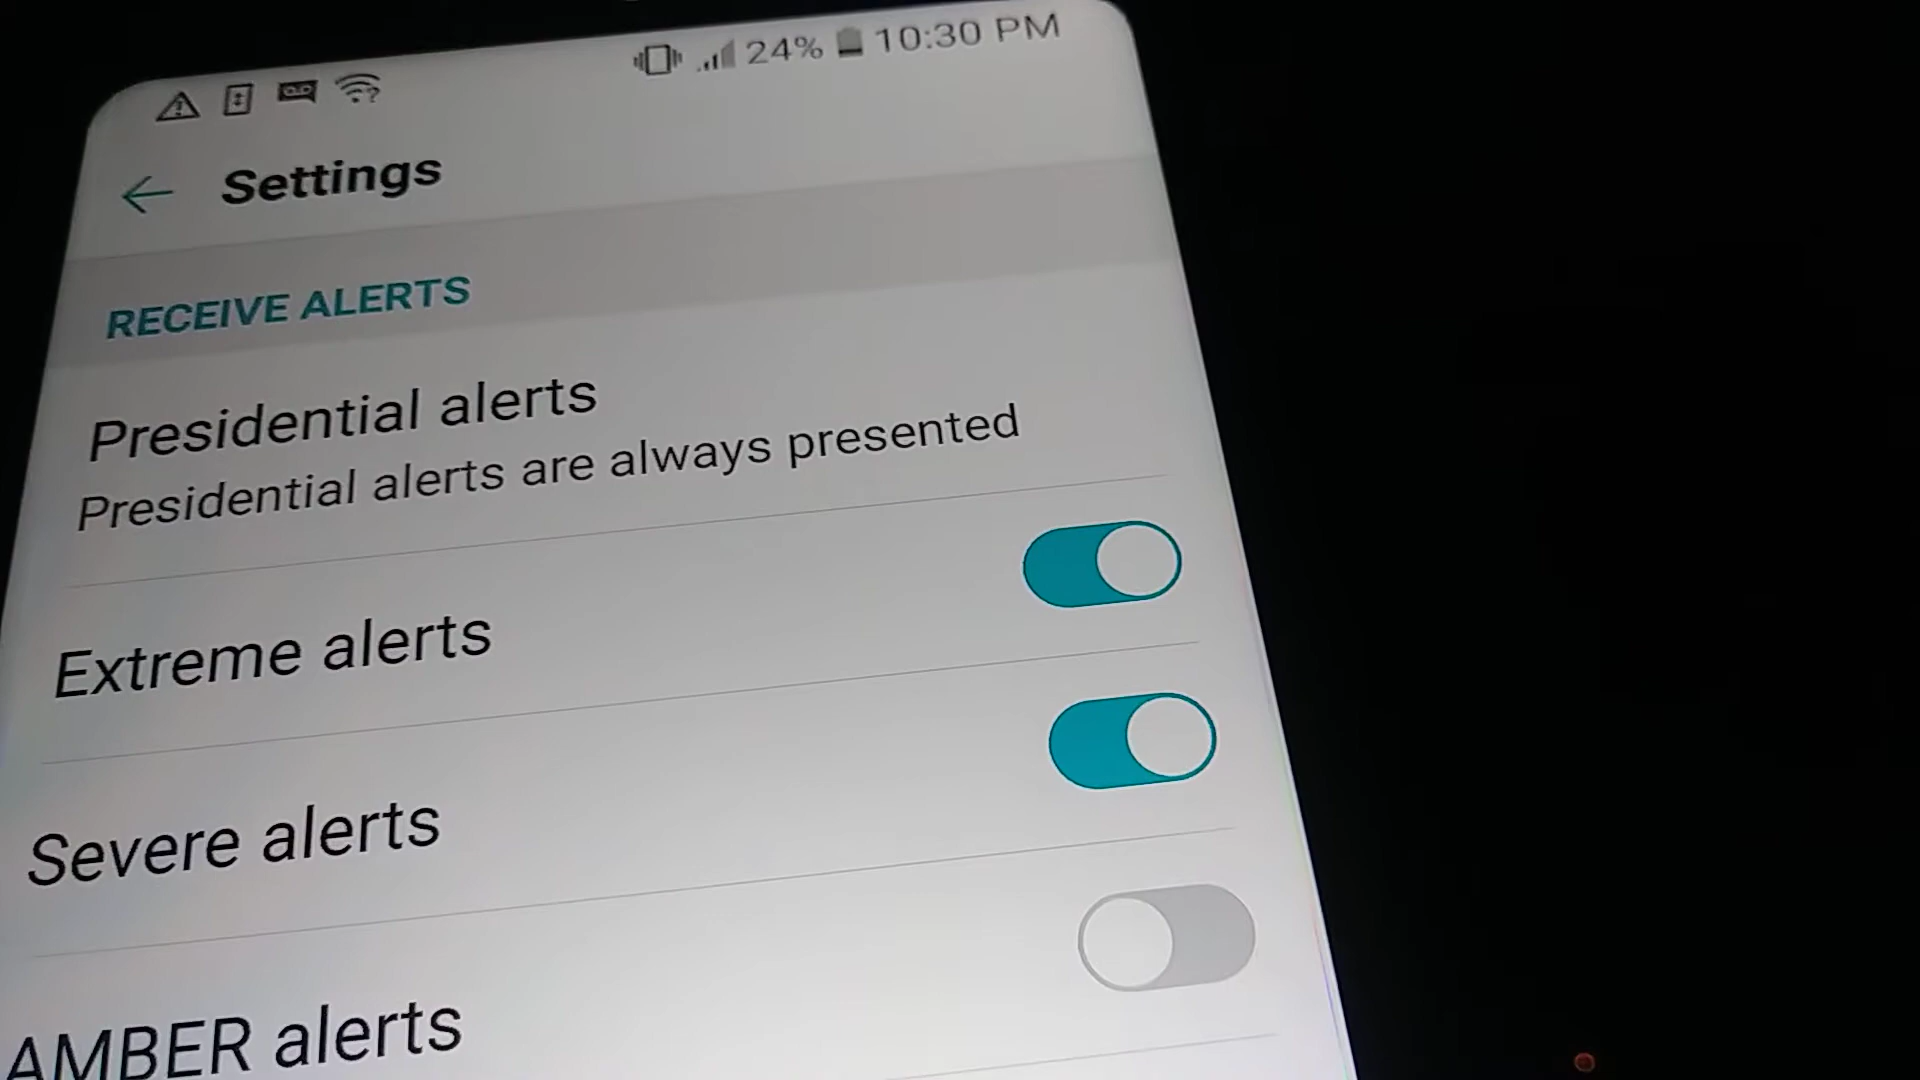 24% 10:30 PM
Settings
RECEIVE ALERTS
Presidential alerts
Presidential alerts are always presented
Extreme alerts
Severe alerts
AMBER alerts